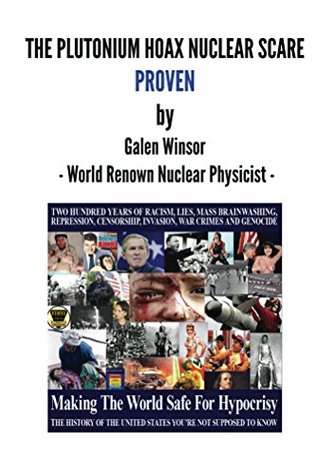 THE PLUTONIUM HOAX NUCLEAR SCARE
PROVEN
by
Galen Winsor
- World Renown Nuclear Physicist -
TWO HUNDRED YEARS OF RACISM, LIES, MASS BRAINWASHING,
REPRESSION, CENSORSHIP, INVASION, WAR CRIMES AND GENOCIDE
Making The World Safe For Hypocrisy
THE HISTORY OF THE UNITED STATES YOU'RE NOT SUPPOSED TO KNOW